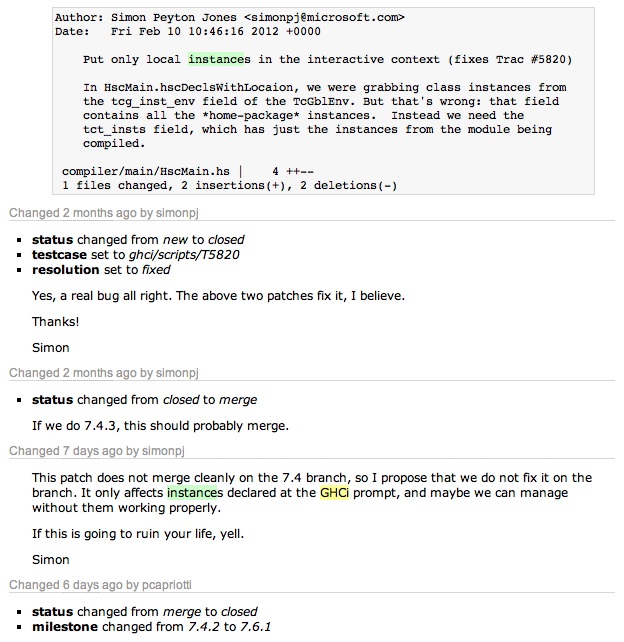 Author: Simon Peyton Jones <simonpj@microsoft.com>
Date:   Fri Feb 10 10:46:16 2012 +0000
Put only local instances in the interactive context (fixes Trac #5820)
In HscMain.hscDeclsWithLocaion, we were grabbing class instances from
the tcg_inst_env field of the TcGblEnv. But that's wrong: that field
contains all the *home-package* instances.  Instead we need the
tct_insts field, which has just the instances from the module being
compiled.
compiler/main/HscMain.hs |    4 ++--
1 files changed, 2 insertions(+), 2 deletions(-)
Changed 2 months ago by simonpj
▪ status changed from new to closed
▪ testcase set to ghci/scripts/T5820
▪ resolution set to fixed
Yes, a real bug all right. The above two patches fix it, I believe.
Thanks!
Simon
Changed 2 months ago by simonpj
▪ status changed from closed to merge
If we do 7.4.3, this should probably merge.
Changed 7 days ago by simonpj
This patch does not merge cleanly on the 7.4 branch, so I propose that we do not fix it on the
branch. It only affects instances declared at the GHCi prompt, and maybe we can manage
without them working properly.
If this is going to ruin your life, yell.
Simon
Changed 6 days ago by pcapriotti
▪ status changed from merge to closed
▪ milestone changed from 7.4.2 to 7.6.1